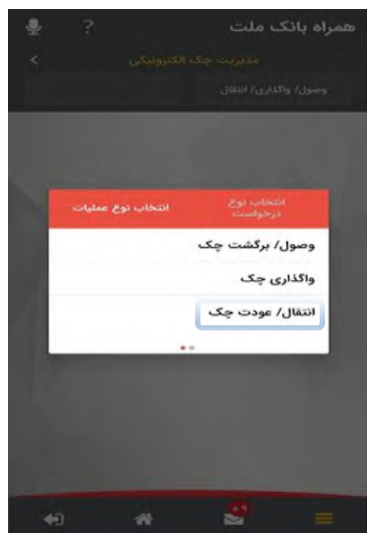 همراه بانک ملت
?
مدیریت چک الکترونیکی
وصول/ واگذاری/ انتقال
انتخاب نوع درخواست
انتخاب نوع عملیات
وصول/ برگشت چک
واگذاری چک
انتقال/ عودت چک